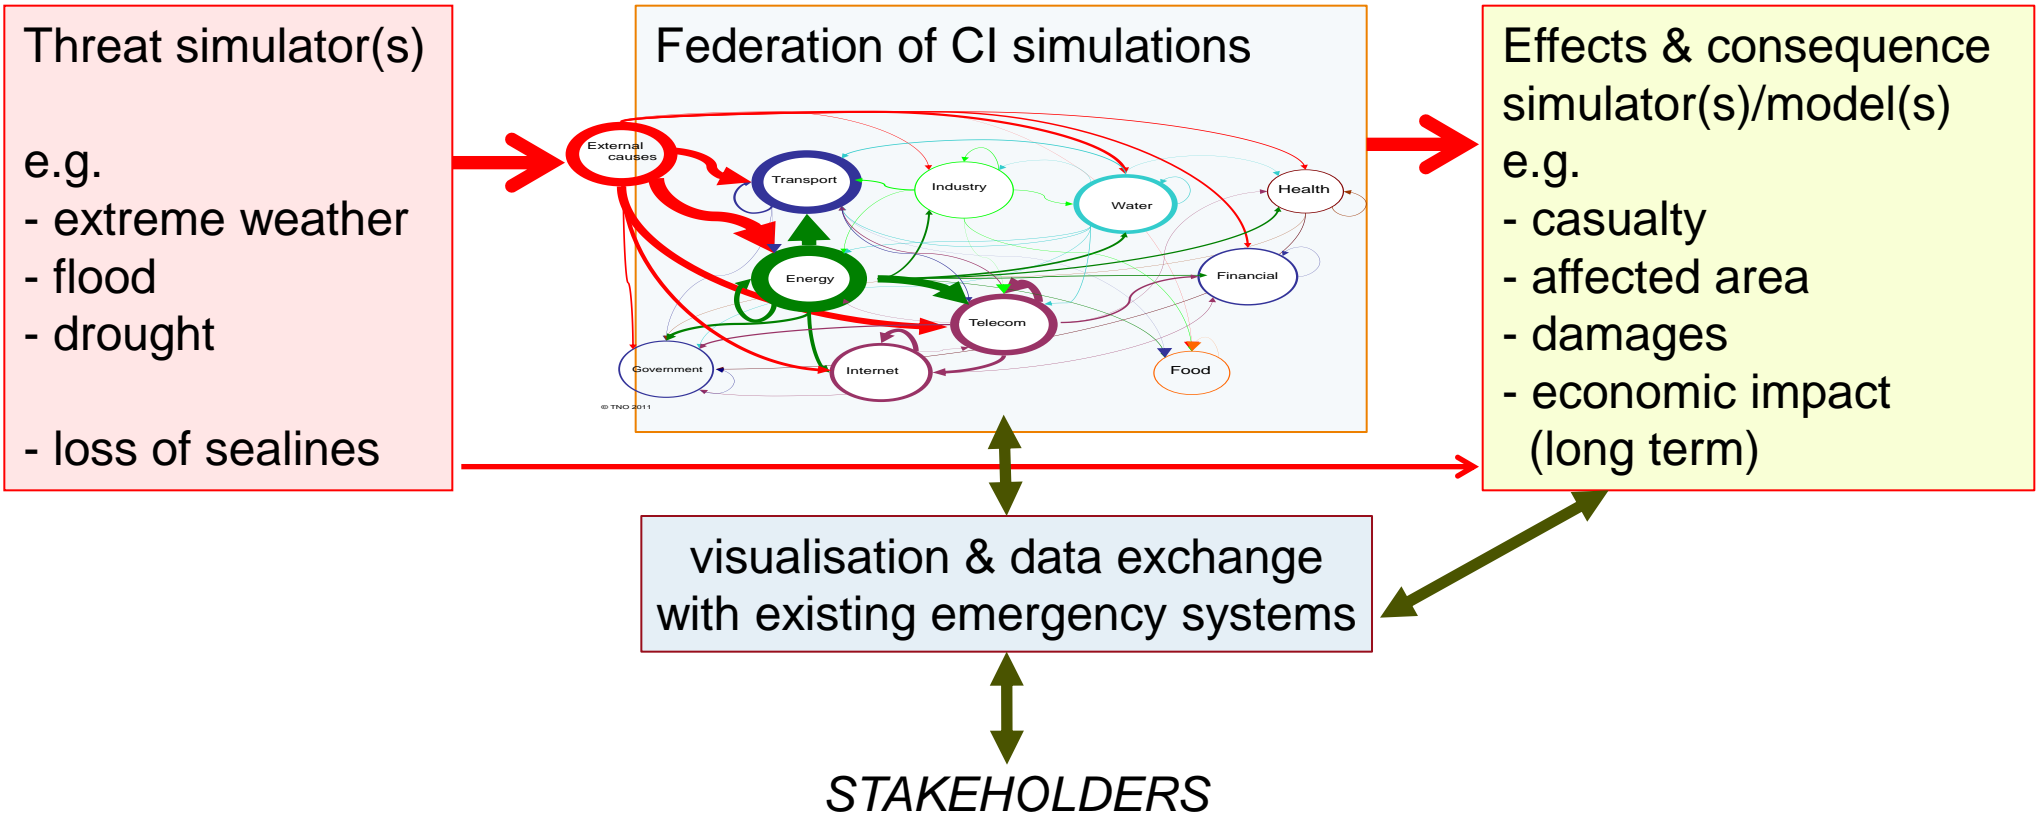 Threat simulator(s)
e.g.
- extreme weather
- flood
- drought
- loss of sealines
Federation of CI simulations
External
causes
Transport
Industry
Water
Health
Energy
Financial
Telecom
Government
Internet
Food
© TNO 2011
Effects & consequence
simulator(s)/model(s)
e.g.
- casualty
- affected area
- damages
- economic impact
(long term)
visualisation & data exchange
with existing emergency systems
STAKEHOLDERS